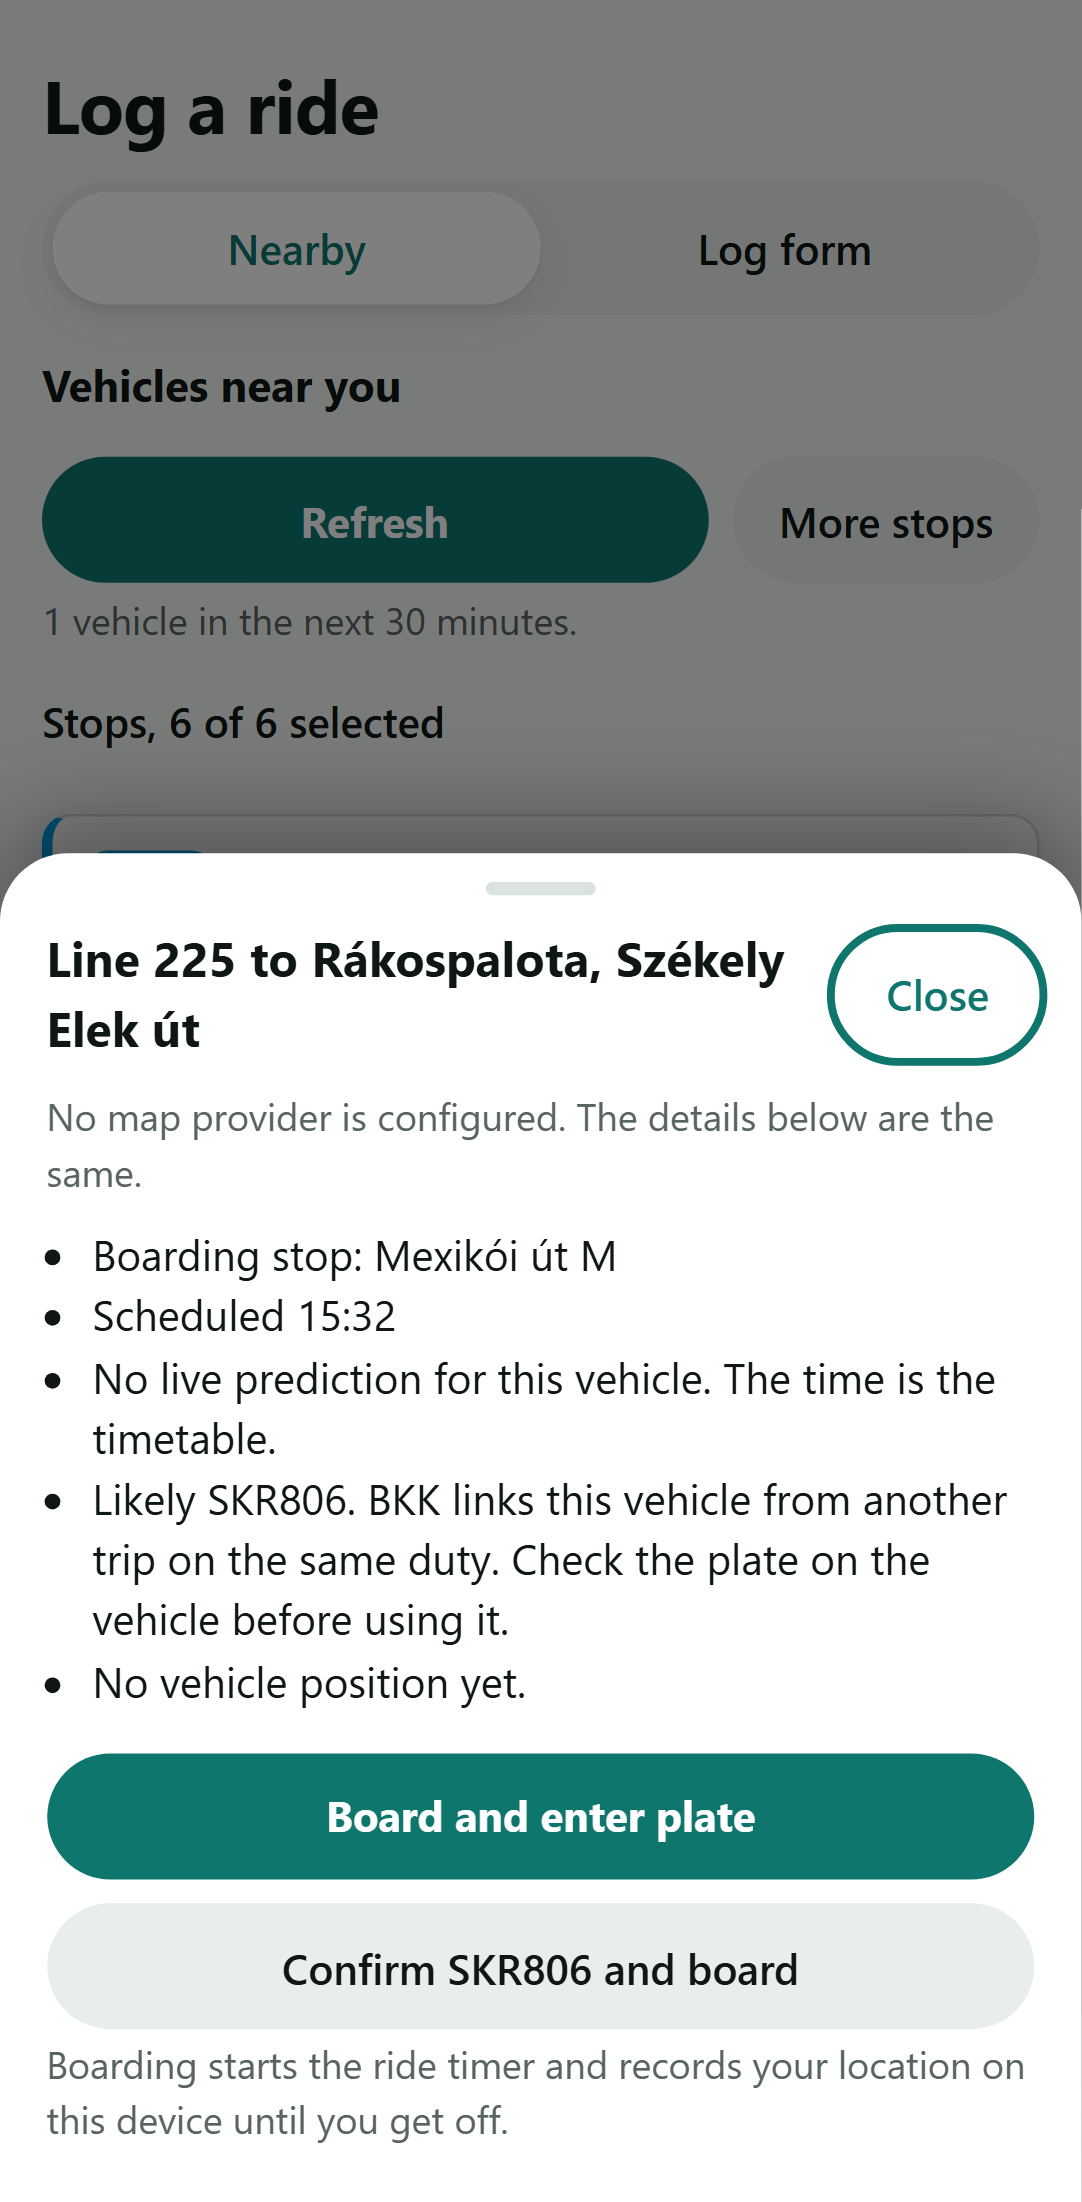 Log a ride
Nearby
Log form
Vehicles near you
Refresh
More stops
1 vehicle in the next 30 minutes.
Stops, 6 of 6 selected
Line 225 to Rákospalota, Székely
Elek út
Close
No map provider is configured. The details below are the
same.
Boarding stop: Mexikói út M
Scheduled 15:32
No live prediction for this vehicle. The time is the
timetable.
Likely SKR806. BKK links this vehicle from another
trip on the same duty. Check the plate on the
vehicle before using it.
No vehicle position yet.
Board and enter plate
Confirm SKR806 and board
Boarding starts the ride timer and records your location on
this device until you get off.